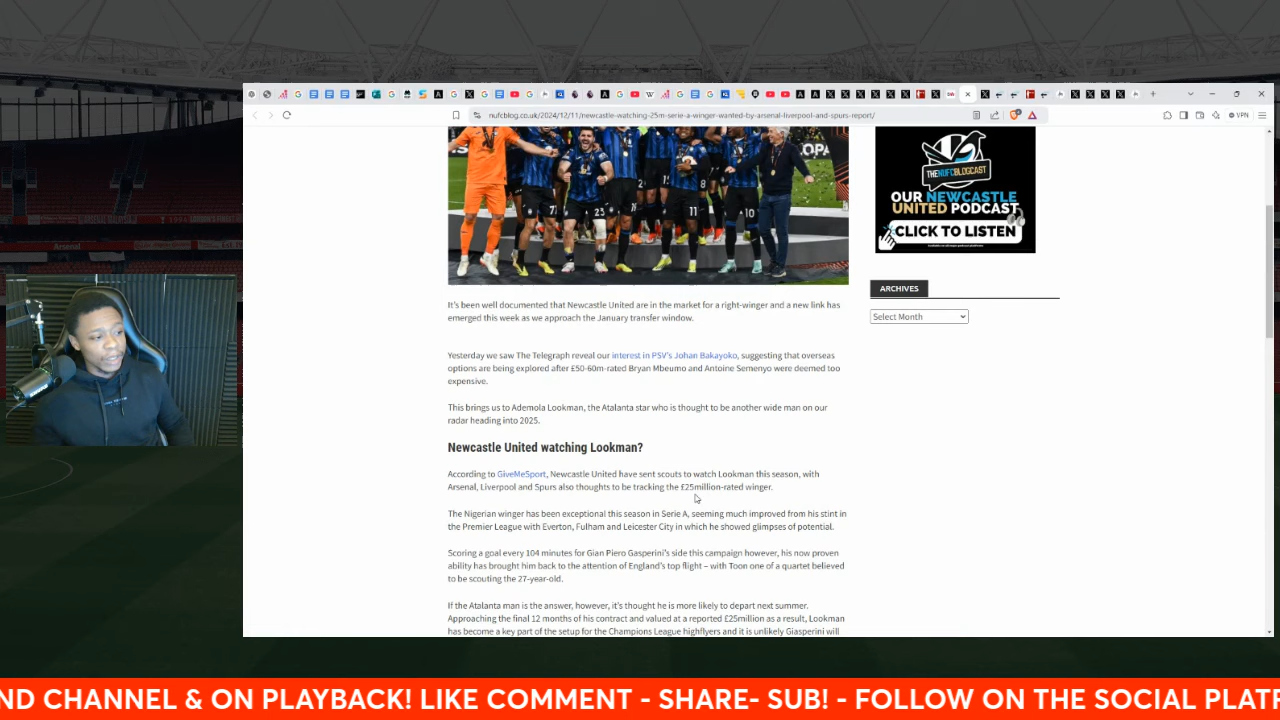 nufcblog.co.uk/2024/12/11/newcastle-watching-25m-serie-a-winger-wanted-by-arsenal-liverpool-and-spurs-report/
VPN
THENUFCBLOGCAST
OUR NEWCASTLE
UNITED PODCAST
CLICK TO LISTEN
ARCHIVES
Select Month
It's been well documented that Newcastle United are in the market for a right-winger and a new link has
emerged this week as we approach the January transfer window.
Yesterday we saw The Telegraph reveal our interest in PSV's Johan Bakayoko, suggesting that overseas
options are being explored after £50-60m-rated Bryan Mbeumo and Antoine Semenyo were deemed too
expensive.
This brings us to Ademola Lookman, the Atalanta star who is thought to be another wide man on our
radar heading into 2025.
Newcastle United watching Lookman?
According to GiveMeSport, Newcastle United have sent scouts to watch Lookman this season, with
Arsenal, Liverpool and Spurs also thoughts to be tracking the £25million-rated winger.
The Nigerian winger has been exceptional this season in Serie A, seeming much improved from his stint in
the Premier League with Everton, Fulham and Leicester City in which he showed glimpses of potential.
Scoring a goal every 104 minutes for Gian Piero Gasperini's side this campaign however, his now proven
ability has brought him back to the attention of England's top flight – with Toon one of a quartet believed
to be scouting the 27-year-old.
If the Atalanta man is the answer, however, it's thought he is more likely to depart next summer.
Approaching the final 12 months of his contract and valued at a reported £25million as a result, Lookman
has become a key part of the setup for the Champions League highflyers and it is unlikely Giasperini will
ND CHANNEL & ON PLAYBACK! LIKE COMMENT - SHARE- SUB! - FOLLOW ON THE SOCIAL PLATF